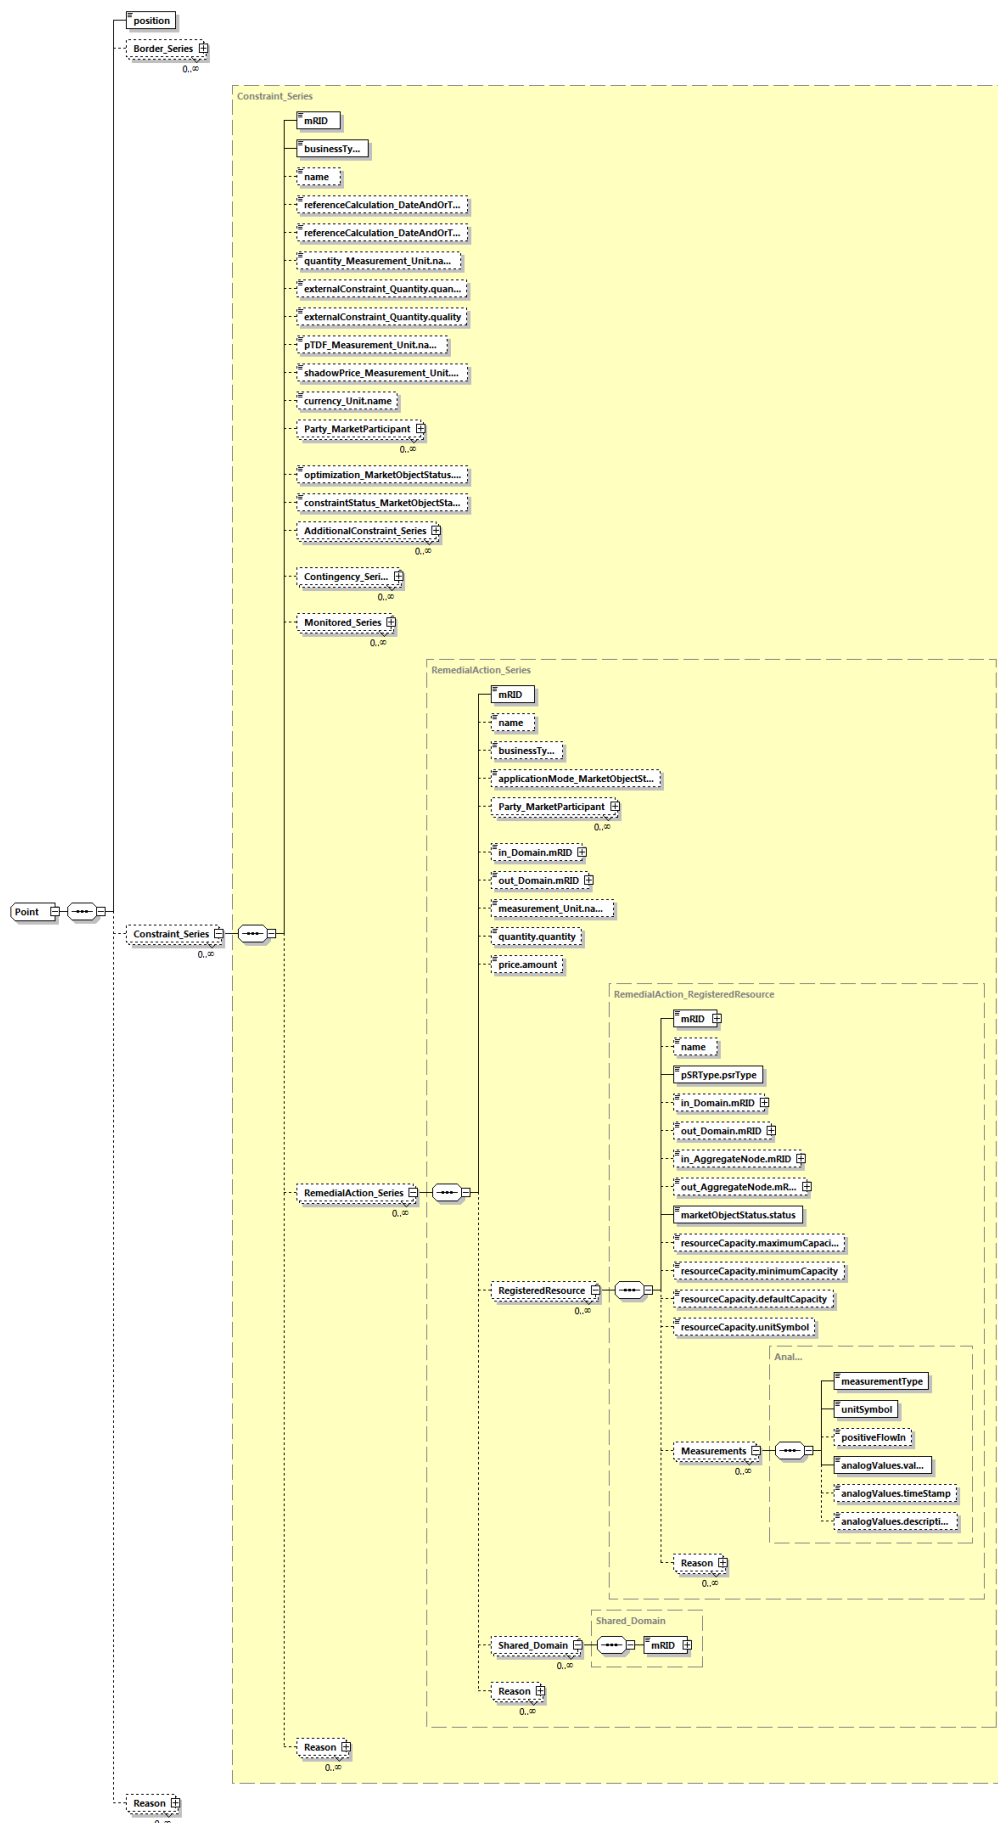 position
Border_Series
0..∞
Constraint_Series
mRID
businessTy...
name
referenceCalculation_DateAndOrT...
referenceCalculation_DateAndOrT...
quantity_Measurement_Unit.na...
externalConstraint_Quantity.quan...
externalConstraint_Quantity.quality
pTDF_Measurement_Unit.na...
shadowPrice_Measurement_Unit....
currency_Unit.name
Party_MarketParticipant
0..∞
optimization_MarketObjectStatus....
constraintStatus_MarketObjectSta...
AdditionalConstraint_Series
0..∞
Contingency_Seri...
0..∞
Monitored_Series
0..∞
RemedialAction_Series
mRID
name
businessTy...
applicationMode_MarketObjectSt...
Party_MarketParticipant
0..∞
in_Domain.mRID
out_Domain.mRID
measurement_Unit.na...
Point
Constraint_Series
0..∞
quantity.quantity
price.amount
RemedialAction_RegisteredResource
mRID
name
pSRType.psrType
in_Domain.mRID
out_Domain.mRID
in_AggregateNode.mRID
out_AggregateNode.mR...
RemedialAction_Series
0..∞
marketObjectStatus.status
resourceCapacity.maximumCapaci...
resourceCapacity.minimumCapacity
RegisteredResource
0..∞
resourceCapacity.defaultCapacity
resourceCapacity.unitSymbol
Anal...
measurementType
unitSymbol
positiveFlowIn
Measurements
0..∞
analogValues.val...
analogValues.timeStamp
analogValues.descripti...
Reason
0..∞
Shared_Domain
Shared_Domain
0..∞
mRID
Reason
0..∞
Reason
0..∞
Reason
0..∞